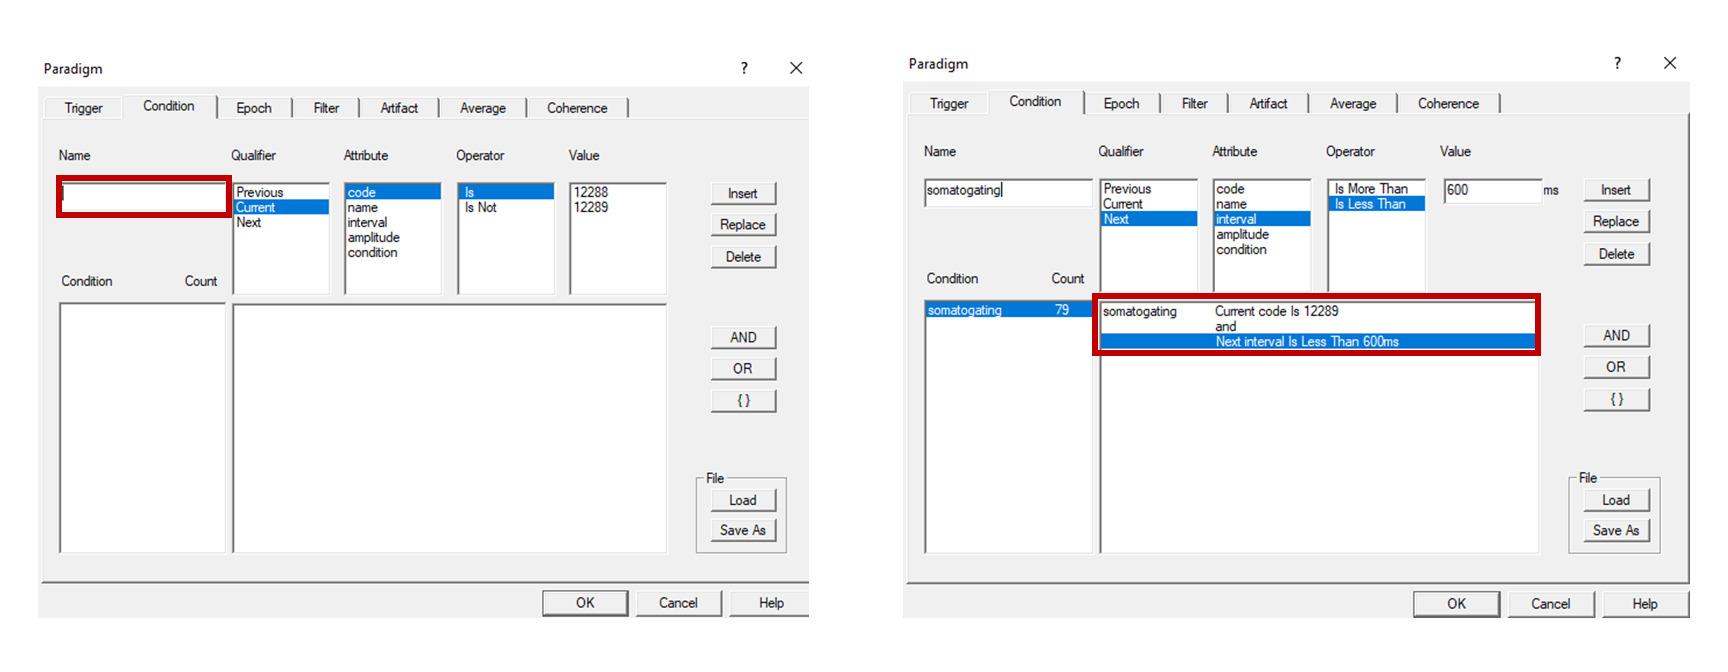 Paradigm ?
Trigger Condition Epoch Filter Artifact Average Coherence
Name Qualifier Attribute Operator Value
Previous code Is 12288 Insert
Current name Is Not 12289
Next interval Replace
amplitude
condition Delete
Condition Count
AND
OR
{ }
File
Load
Save As
OK Cancel Help
Paradigm ?
Trigger Condition Epoch Filter Artifact Average Coherence
Name Qualifier Attribute Operator Value
somatogating Previous code Is More Than 600 ms Insert
Current name Is Less Than
Next interval Replace
amplitude
condition Delete
Condition Count
somatogating 79 somatogating Current code Is 12289
and
Next interval Is Less Than 600ms
AND
OR
{ }
File
Load
Save As
OK Cancel Help